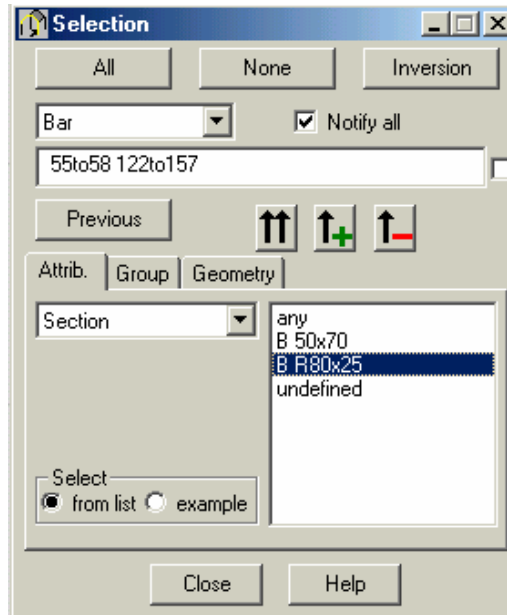 Selection
All None Inversion
Bar Notify all
55to58 122to157
Previous
Attrib. Group Geometry
Section
any
B 50x70
B R80x25
undefined
Select
from list example
Close Help